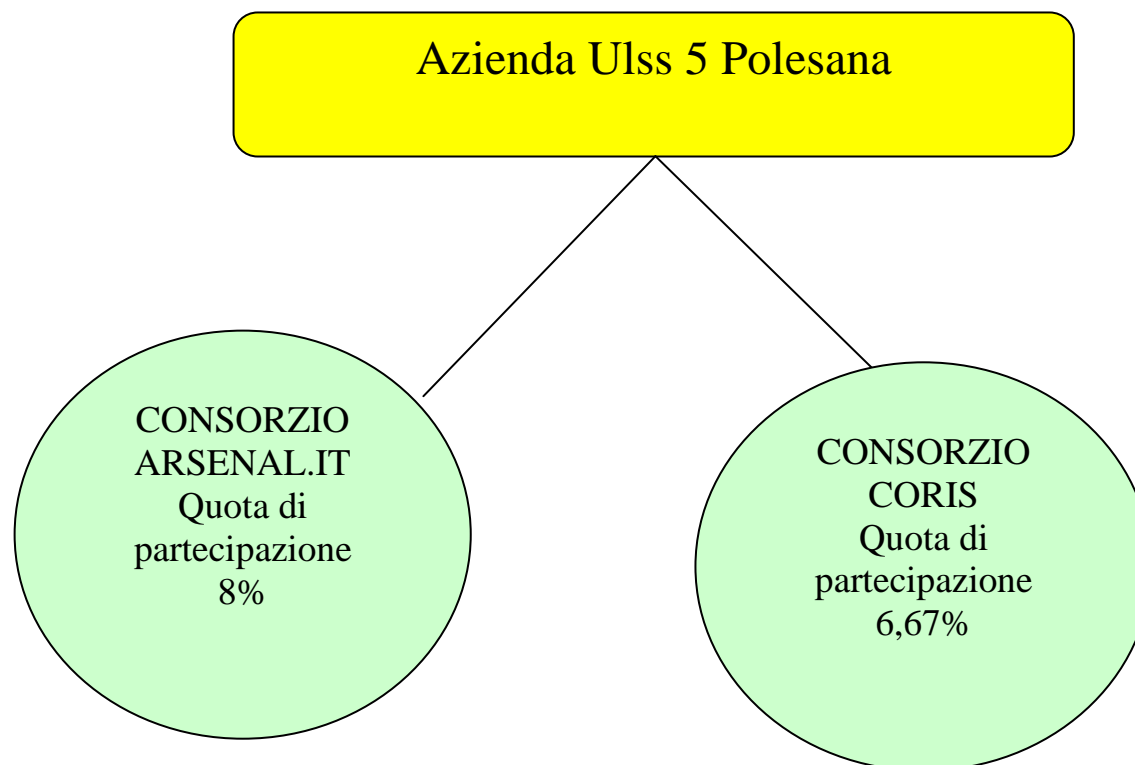 Azienda Ulss 5 Polesana
CONSORZIO
ARSENAL.IT
Quota di
partecipazione
8%
CONSORZIO
CORIS
Quota di
partecipazione
6,67%